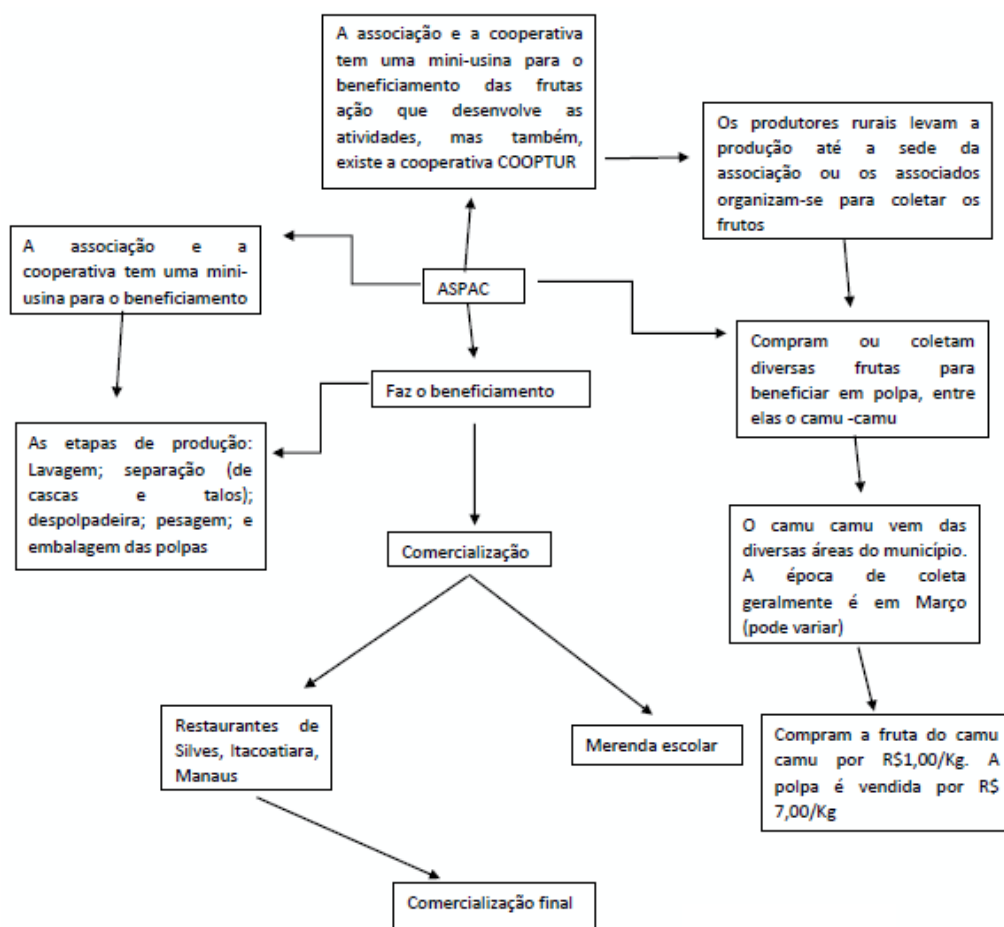 A associação e a cooperativa
tem uma mini-usina para o
beneficiamento das frutas
ação que desenvolve as
atividades, mas também,
existe a cooperativa COOPTUR
Os produtores rurais levam a
produção até a sede da
associação ou os associados
organizam-se para coletar os
frutos
A associação e a
cooperativa tem uma mini-
usina para o beneficiamento
ASPAC
Compram ou coletam
diversas frutas para
beneficiar em polpa, entre
elas o camu -camu
Faz o beneficiamento
As etapas de produção:
Lavagem; separação (de
cascas e talos);
despolpadeira; pesagem; e
embalagem das polpas
O camu camu vem das
diversas áreas do município.
A época de coleta
geralmente é em Março
(pode variar)
Comercialização
Restaurantes de
Silves, Itacoatiara,
Manaus
Merenda escolar
Compram a fruta do camu
camu por R$1,00/Kg. A
polpa é vendida por R$
7,00/Kg
Comercialização final